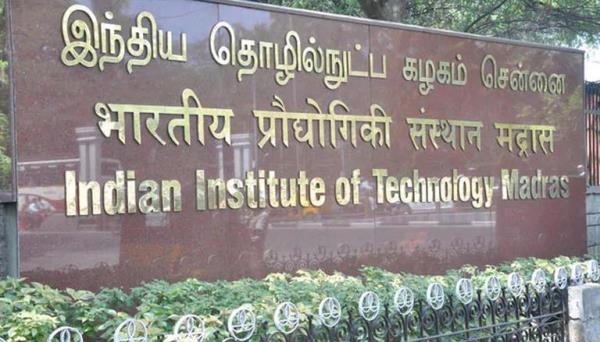 இந்திய தொழில்நுட்ப கழகம் சென்னை
भारतीय प्रौद्योगिकी संस्थान मद्रास
Indian Institute of Technology Madras